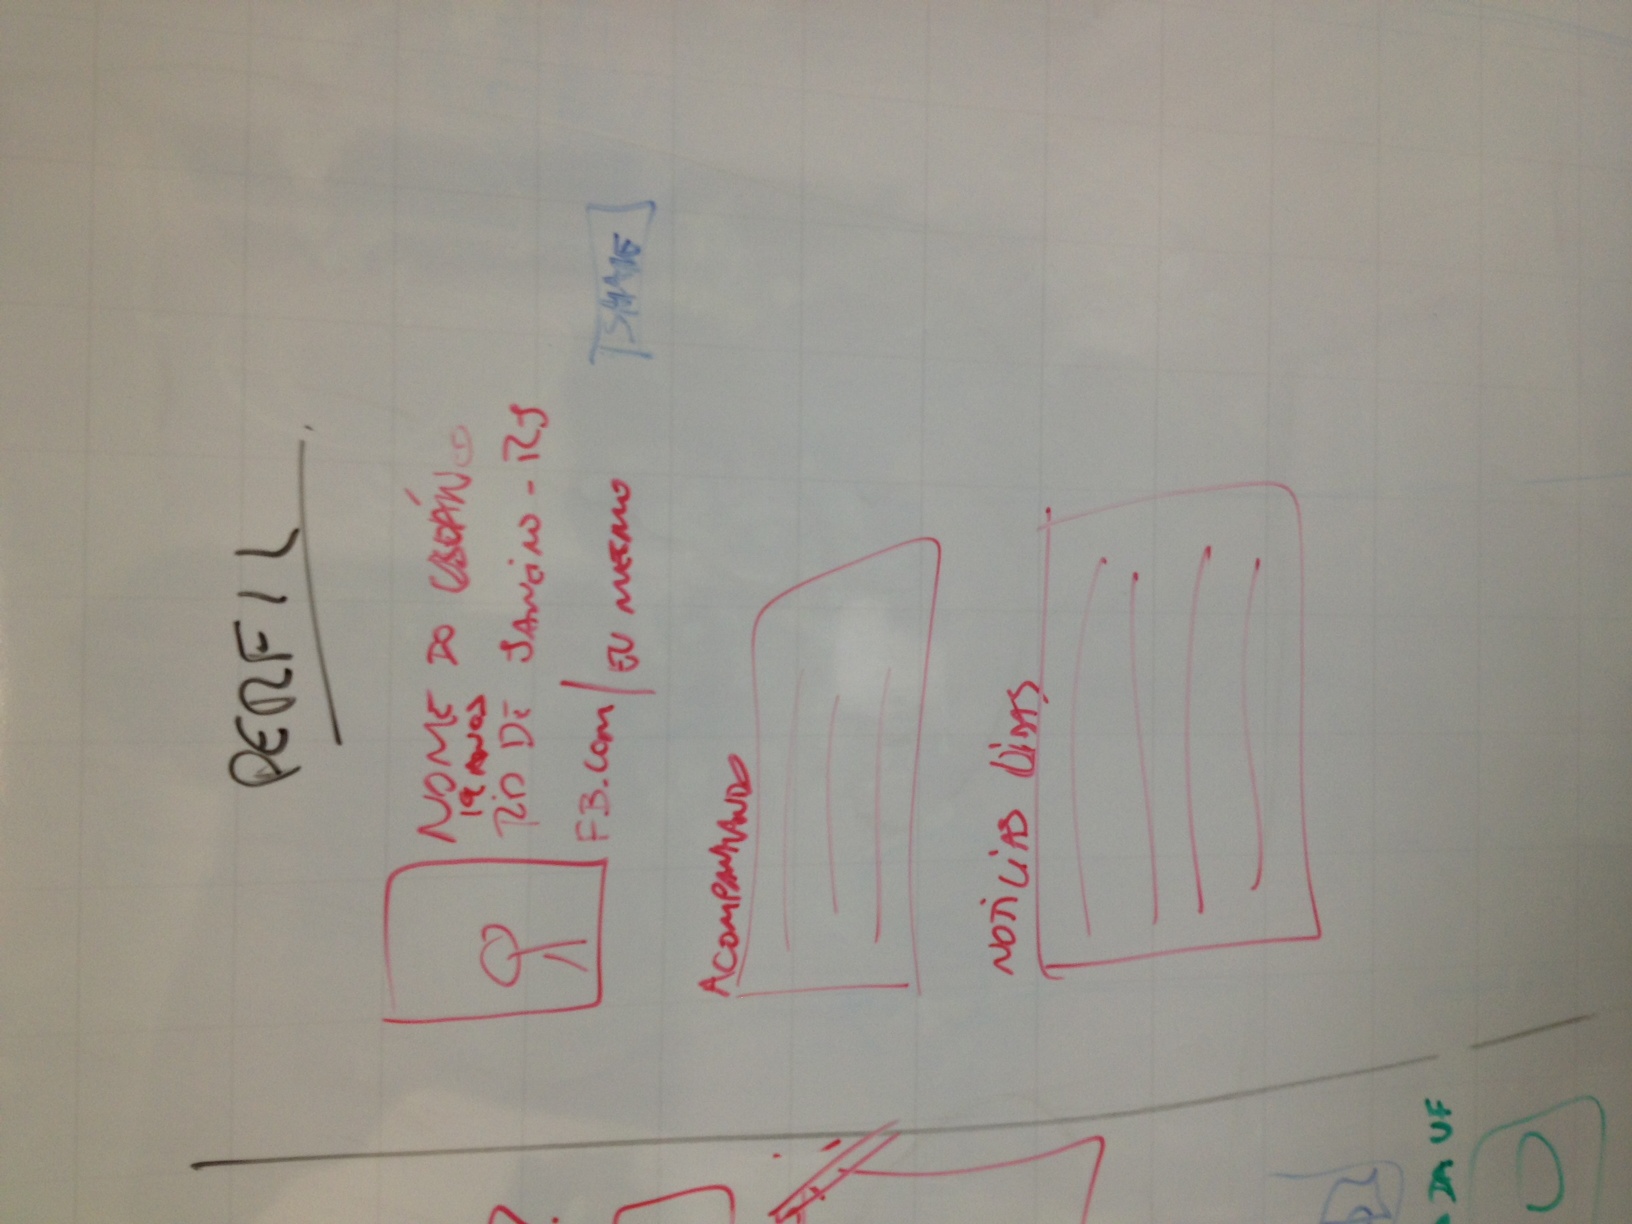 PERFIL
NOME DO USUÁRIO
19 ANOS
RIO DE JANEIRO - RJ
FB.COM/EU MESMO
SHARE
ACOMPANHANDO
NOTÍCIAS LIDAS
DA UF